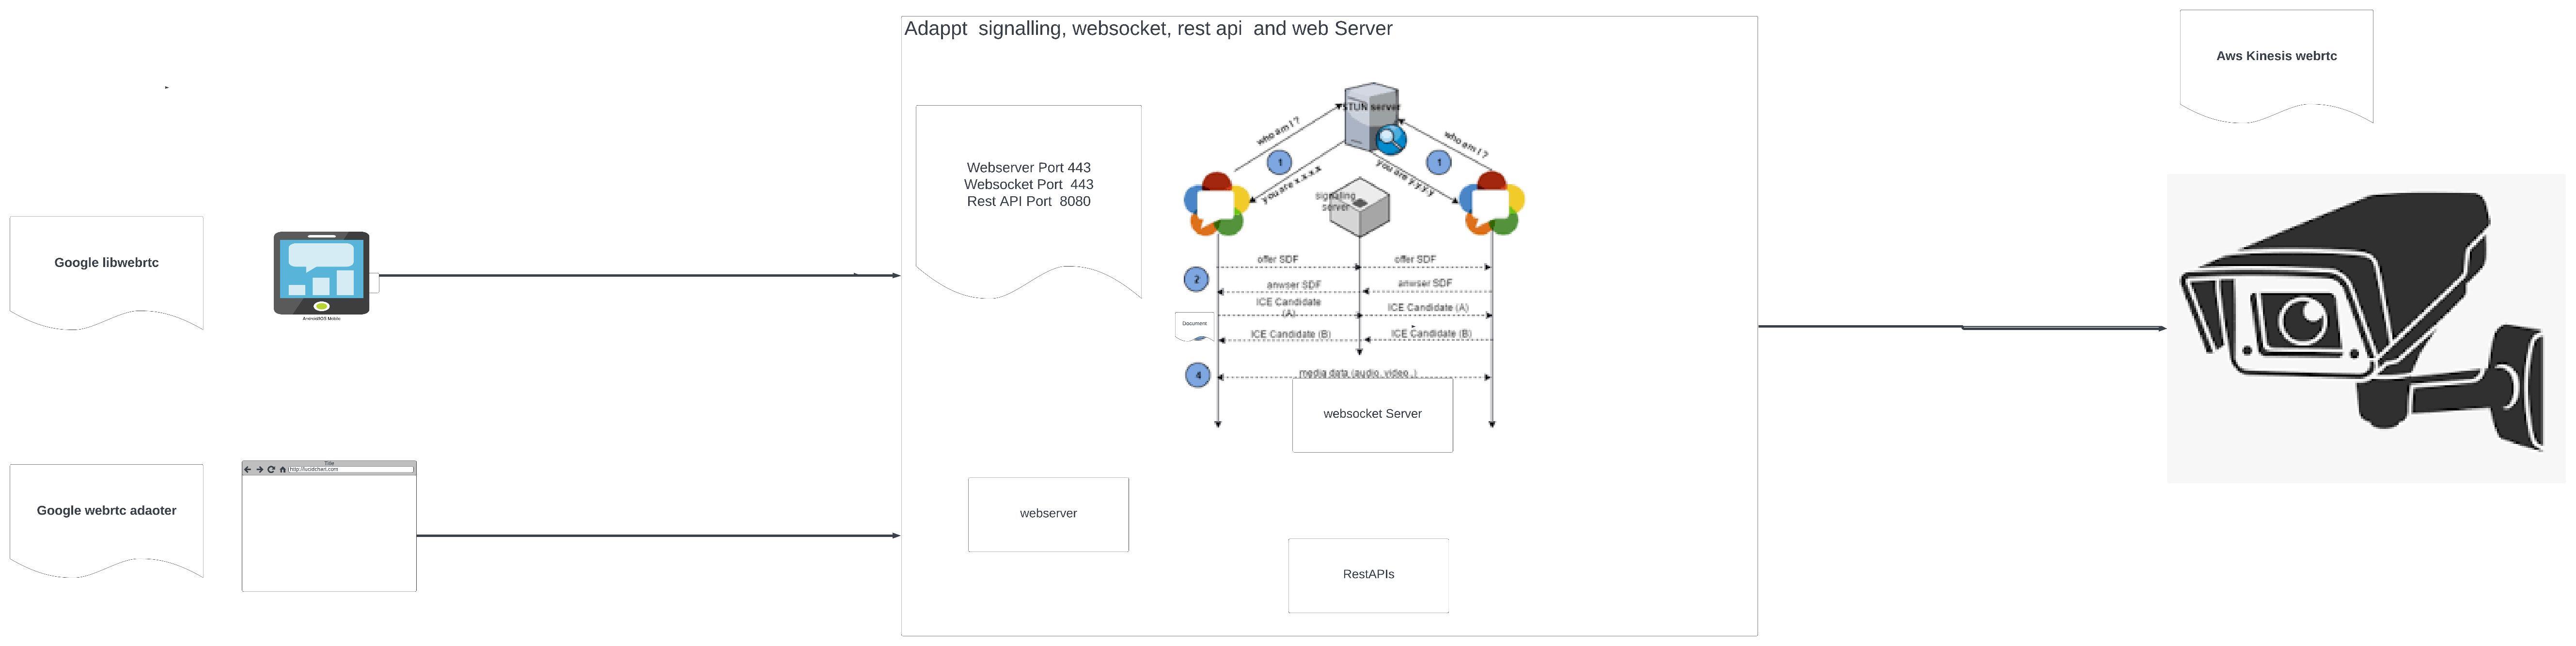 Adappt  signalling, websocket, rest api  and web Server
Aws Kinesis webrtc
Webserver Port 443
Websocket Port  443
Rest API Port  8080
STUN server
who am I ?
who am I ?
1
1
you are x.x.x.x
you are y.y.y.y
signaling
server
Google libwebrtc
Android/IOS Mobile
offer SDF
offer SDF
2
anwser SDF
anwser SDF
ICE Candidate
(A)
ICE Candidate (A)
Document
ICE Candidate (B)
ICE Candidate (B)
4
media data (audio, video..)
websocket Server
Google webrtc adaoter
Title
http://lucidchart.com
webserver
RestAPIs